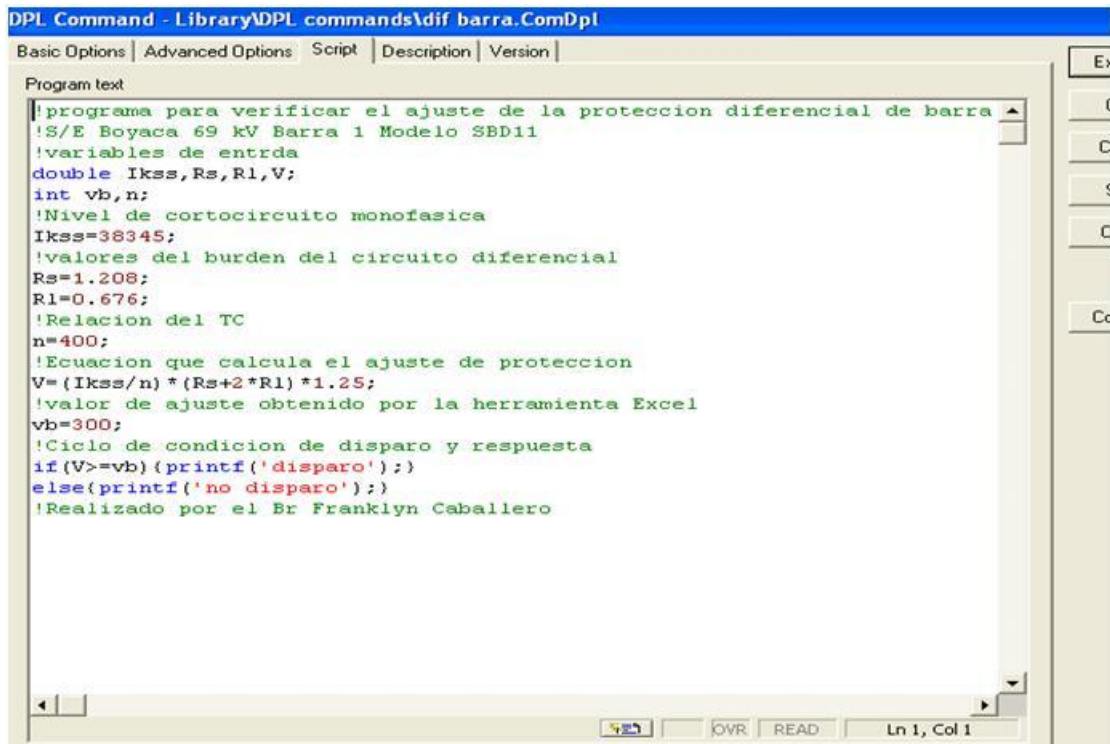 DPL Command - Library\DPL commands\dif barra.ComDpl
Basic Options | Advanced Options Script | Description | Version |
Program text
!programa para verificar el ajuste de la proteccion diferencial de barra
!S/E Boyaca 69 kV Barra 1 Modelo SBD11
!variables de entrda
double Ikss,Rs,Rl,V;
int vb,n;
!Nivel de cortocircuito monofasica
Ikss=38345;
!valores del burden del circuito diferencial
Rs=1.208;
Rl=0.676;
!Relacion del TC
n=400;
!Ecuacion que calcula el ajuste de proteccion
V=(Ikss/n)*(Rs+2*Rl)*1.25;
!valor de ajuste obtenido por la herramienta Excel
vb=300;
!Ciclo de condicion de disparo y respuesta
if(V>=vb){printf('disparo');}
else{printf('no disparo');}
!Realizado por el Br Franklyn Caballero
OVR READ Ln 1, Col 1